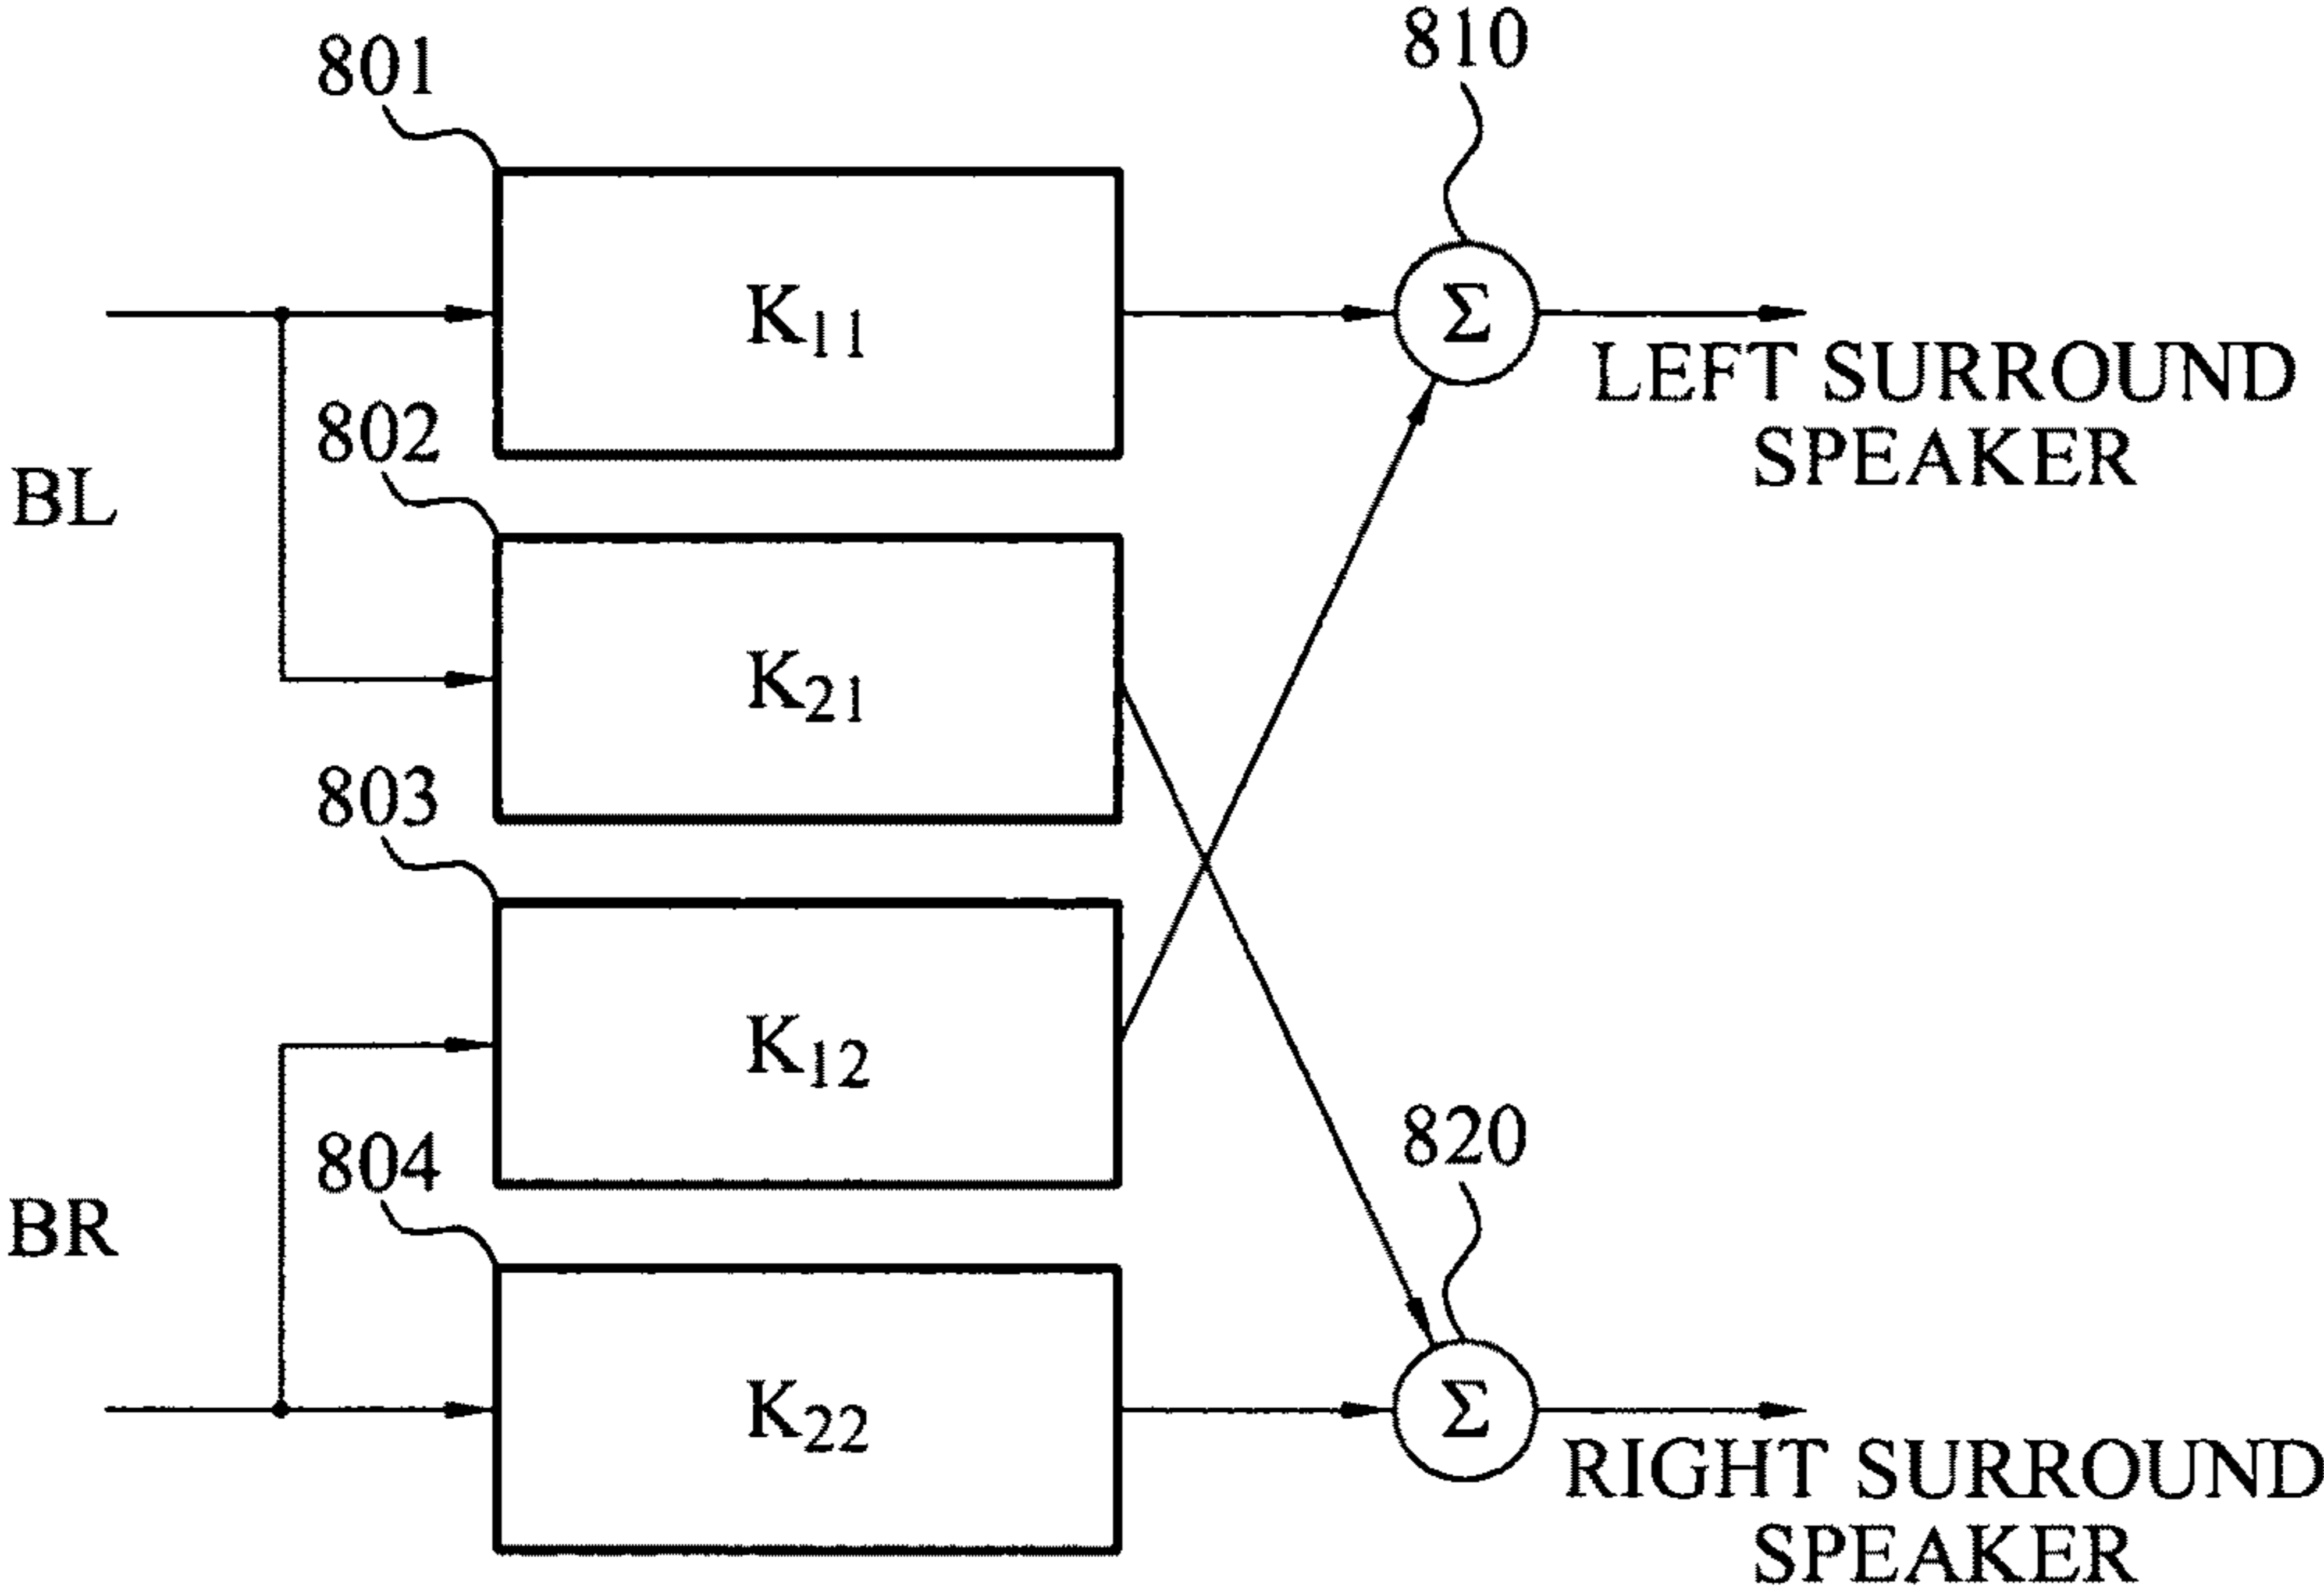 810
801
K11
Σ
LEFT SURROUND
SPEAKER
802
BL
K21
803
K12
820
804
BR
K22
Σ
RIGHT SURROUND
SPEAKER